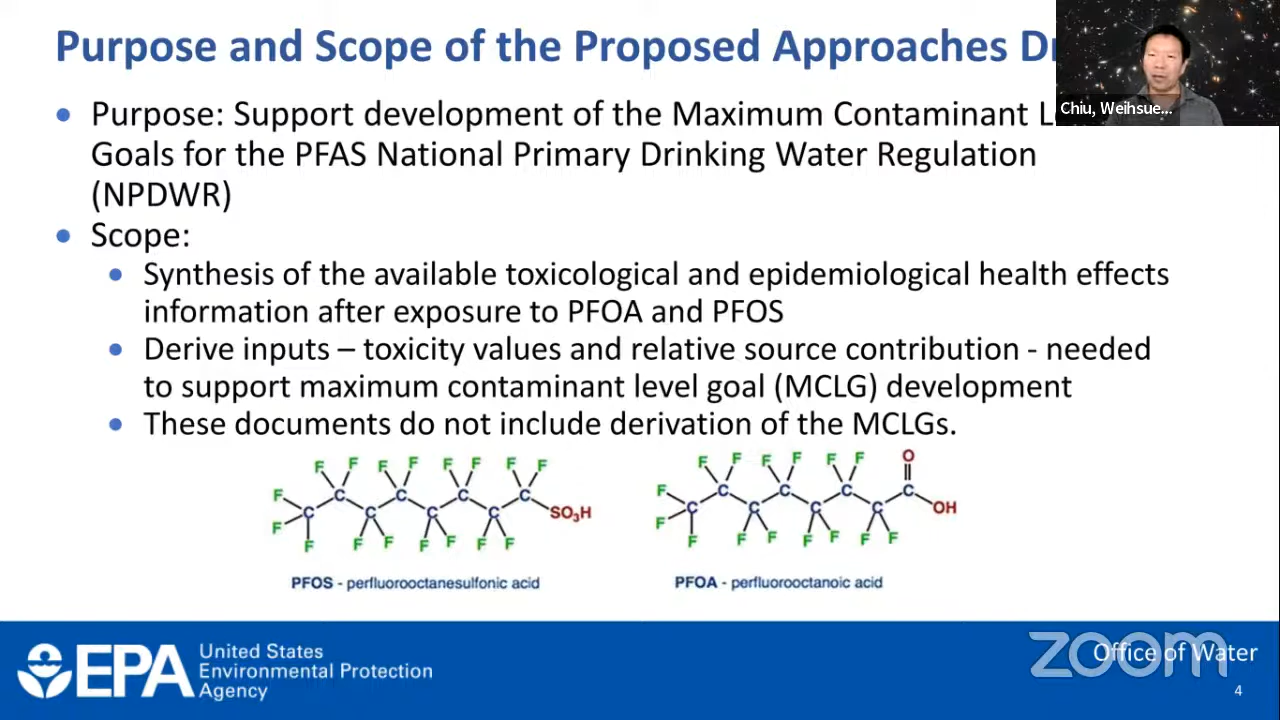 Purpose and Scope of the Proposed Approaches
Chiu, Weihsue...
• Purpose: Support development of the Maximum Contaminant
Goals for the PFAS National Primary Drinking Water Regulation
(NPDWR)
• Scope:
• Synthesis of the available toxicological and epidemiological health effects
information after exposure to PFOA and PFOS
• Derive inputs – toxicity values and relative source contribution - needed
to support maximum contaminant level goal (MCLG) development
• These documents do not include derivation of the MCLGs.
F F F F F F F F
F C C C C
F C C C C SO3H
F F F F F F F
PFOS - perfluorooctanesulfonic acid
F F F F F F O
F C C C C
F C C C C OH
F F F F F F F
PFOA - perfluorooctanoic acid
EPA
United States
Environmental Protection
Agency
zoom
Office of Water
4